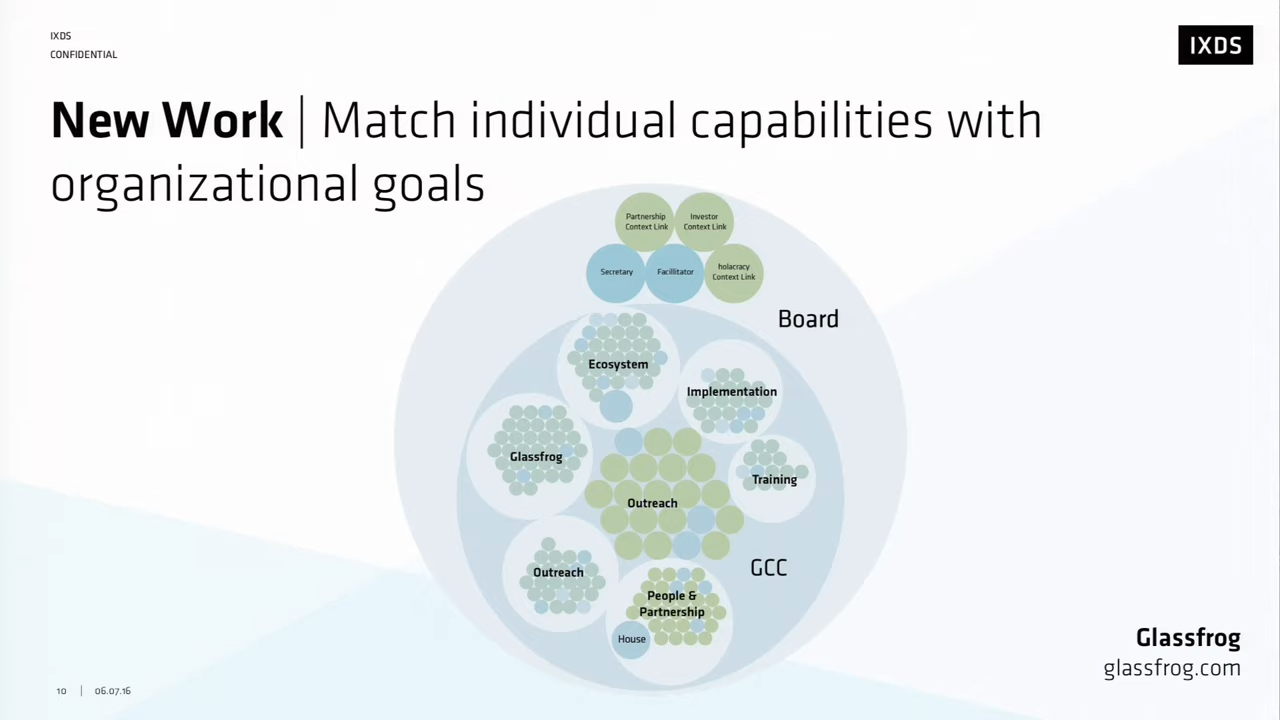 IXDS
CONFIDENTIAL
IXDS
New Work | Match individual capabilities with
organizational goals
Partnership
Context Link
Investor
Context Link
Secretary
Facillitator
holacracy
Context Link
Board
Ecosystem
Implementation
Glassfrog
Training
Outreach
GCC
Outreach
People &
Partnership
House
Glassfrog
glassfrog.com
10 | 06.07.16